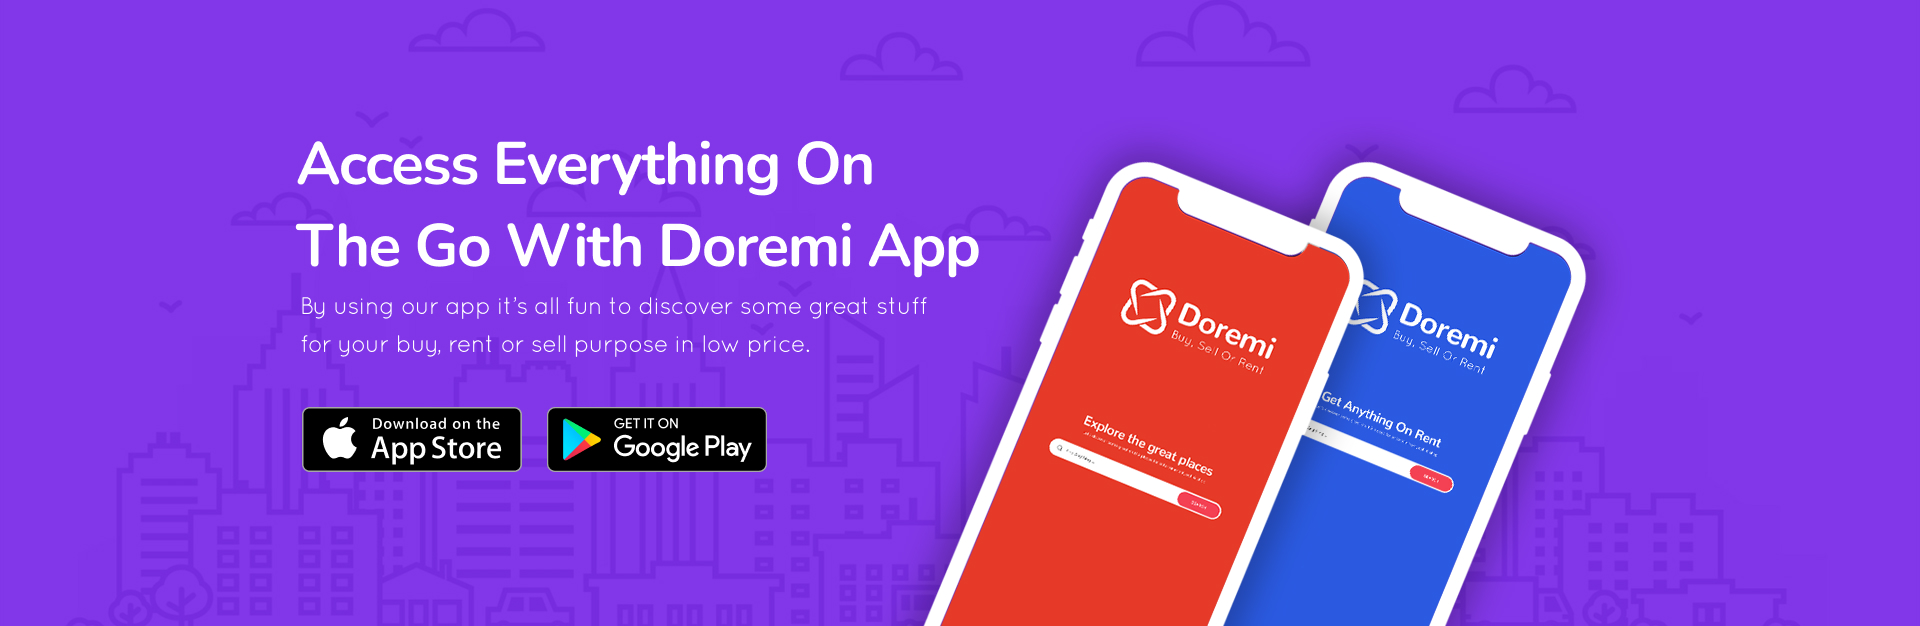 Access Everything On
The Go With Doremi App
By using our app it's all fun to discover some great stuff
for your buy, rent or sell purpose in low price.
Download on the
App Store
GET IT ON
Google Play
Doremi
Buy, Sell Or Rent
Explore the great places
Doremi
Buy, Sell Or Rent
Get Anything On Rent